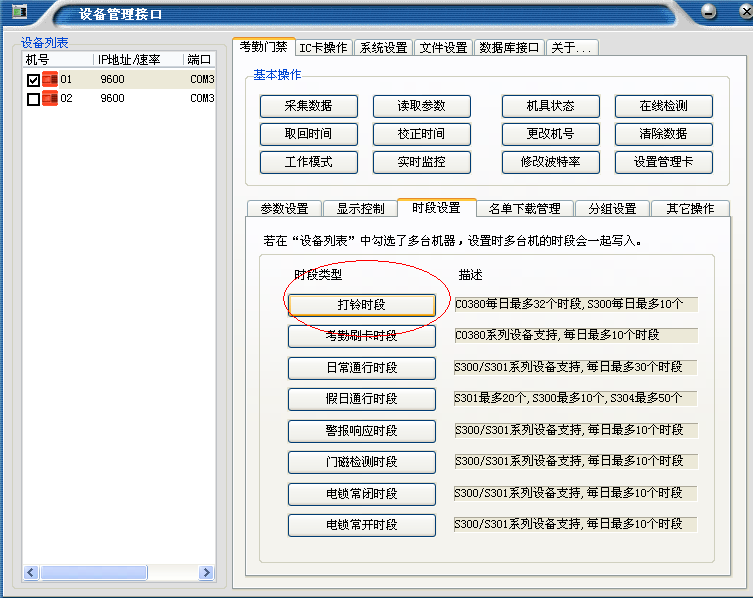 设备管理接口
设备列表
机号 IP地址/速率 端口
01 9600 COM3
02 9600 COM3
考勤门禁 IC卡操作 系统设置 文件设置 数据库接口 关于...
基本操作
采集数据 读取参数 机具状态 在线检测
取回时间 校正时间 更改机号 清除数据
工作模式 实时监控 修改波特率 设置管理卡
参数设置 显示控制 时段设置 名单下载管理 分组设置 其它操作
若在“设备列表”中勾选了多台机器，设置时多台机的时段会一起写入。
时段类型 描述
打铃时段 C0380每日最多32个时段,S300每日最多10个
考勤刷卡时段 C0380系列设备支持,每日最多10个时段
日常通行时段 S300/S301系列设备支持,每日最多30个时段
假日通行时段 S301最多20个,S300最多10个,S304最多50个
警报响应时段 S300/S301系列设备支持,每日最多10个时段
门磁检测时段 S300/S301系列设备支持,每日最多10个时段
电锁常闭时段 S300/S301系列设备支持,每日最多10个时段
电锁常开时段 S300/S301系列设备支持,每日最多10个时段